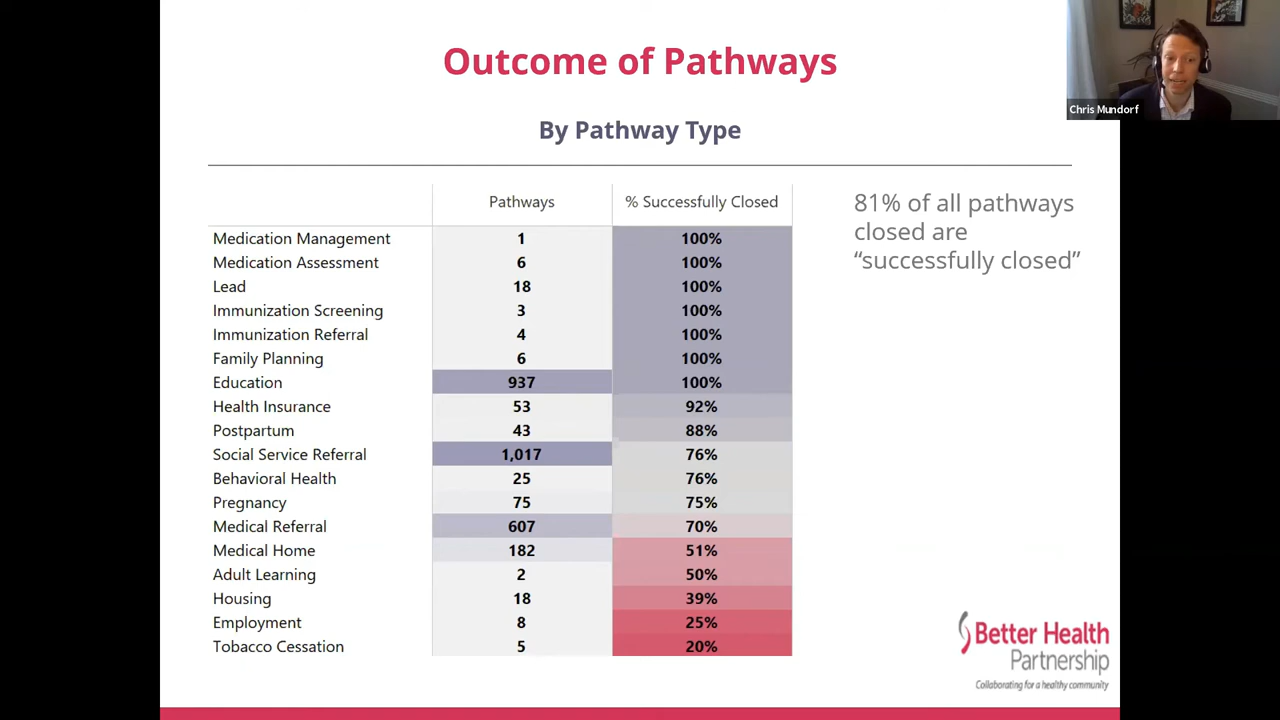 Outcome of Pathways
Chris Mundorf
By Pathway Type
Pathways % Successfully Closed
Medication Management 1 100%
Medication Assessment 6 100%
Lead 18 100%
Immunization Screening 3 100%
Immunization Referral 4 100%
Family Planning 6 100%
Education 937 100%
Health Insurance 53 92%
Postpartum 43 88%
Social Service Referral 1,017 76%
Behavioral Health 25 76%
Pregnancy 75 75%
Medical Referral 607 70%
Medical Home 182 51%
Adult Learning 2 50%
Housing 18 39%
Employment 8 25%
Tobacco Cessation 5 20%
81% of all pathways
closed are
“successfully closed”
Better Health
Partnership
Collaborating for a healthy community